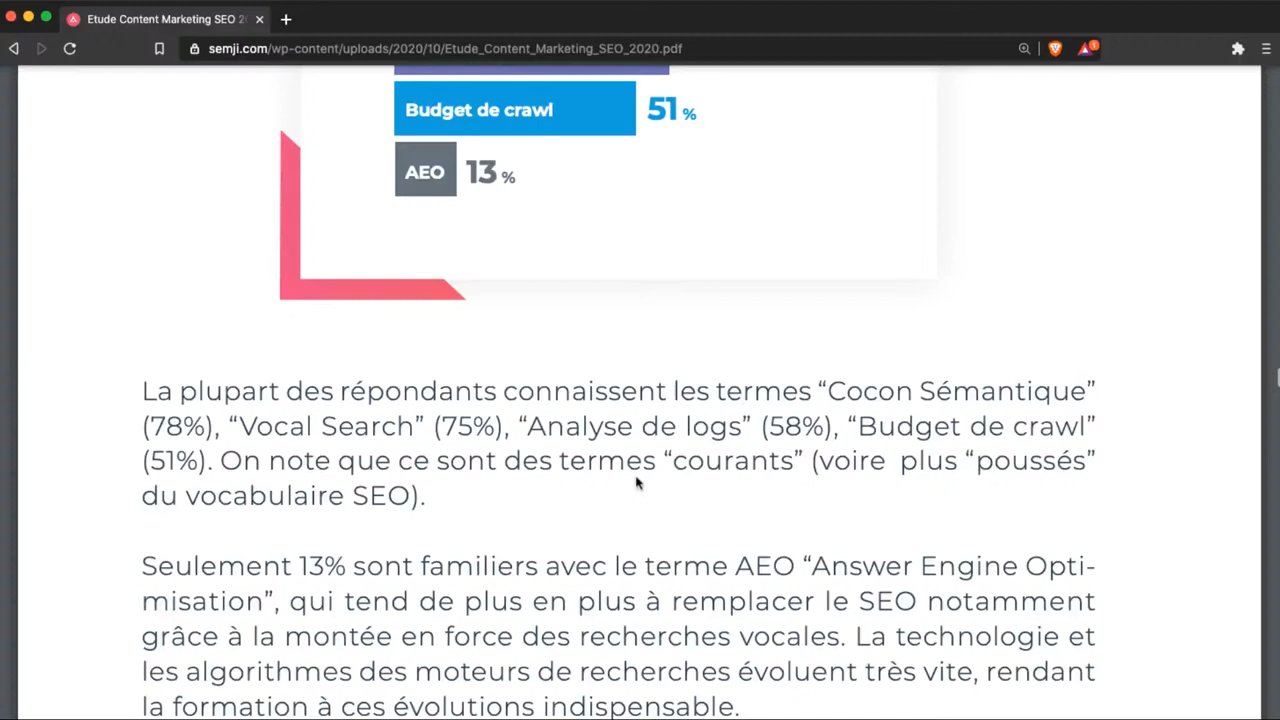 Etude Content Marketing SEO 2
semji.com/wp-content/uploads/2020/10/Etude_Content_Marketing_SEO_2020.pdf
1
Budget de crawl 51 %
AEO 13 %
La plupart des répondants connaissent les termes “Cocon Sémantique”
(78%), “Vocal Search” (75%), “Analyse de logs” (58%), “Budget de crawl”
(51%). On note que ce sont des termes “courants” (voire plus “poussés”
du vocabulaire SEO).
Seulement 13% sont familiers avec le terme AEO “Answer Engine Opti-
misation”, qui tend de plus en plus à remplacer le SEO notamment
grâce à la montée en force des recherches vocales. La technologie et
les algorithmes des moteurs de recherches évoluent très vite, rendant
la formation à ces évolutions indispensable.